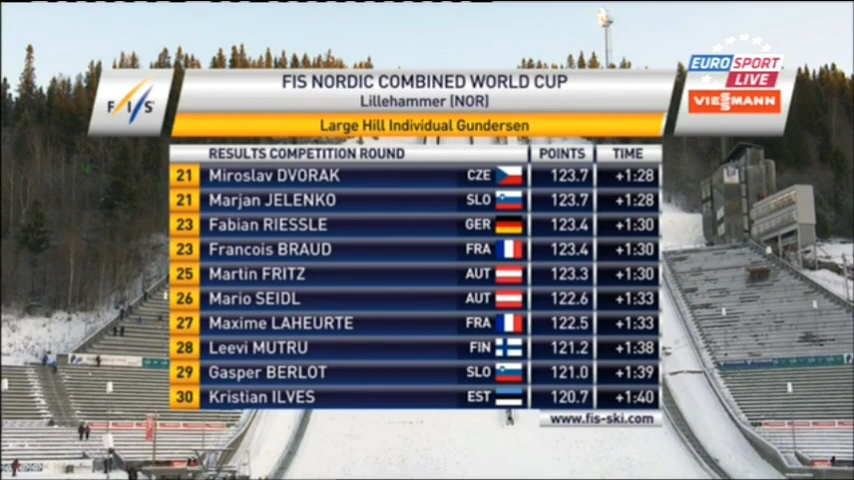 FIS NORDIC COMBINED WORLD CUP
Lillehammer (NOR)
Large Hill Individual Gundersen
FIS
EUROSPORT
LIVE
VIESSMANN
RESULTS COMPETITION ROUND POINTS TIME
21 Miroslav DVORAK CZE 123.7 +1:28
21 Marjan JELENKO SLO 123.7 +1:28
23 Fabian RIESSLE GER 123.4 +1:30
23 Francois BRAUD FRA 123.4 +1:30
25 Martin FRITZ AUT 123.3 +1:30
26 Mario SEIDL AUT 122.6 +1:33
27 Maxime LAHEURTE FRA 122.5 +1:33
28 Leevi MUTRU FIN 121.2 +1:38
29 Gasper BERLOT SLO 121.0 +1:39
30 Kristian ILVES EST 120.7 +1:40
www.fis-ski.com